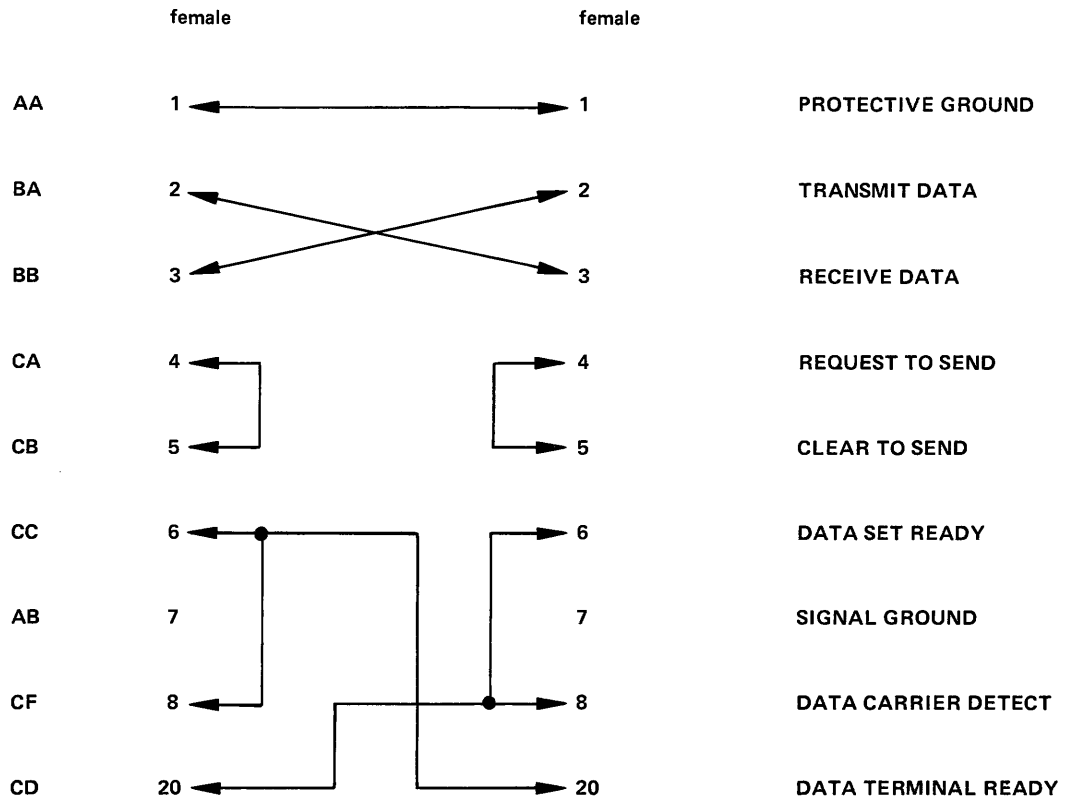 female female
AA 1 1 PROTECTIVE GROUND
BA 2 2 TRANSMIT DATA
BB 3 3 RECEIVE DATA
CA 4 4 REQUEST TO SEND
CB 5 5 CLEAR TO SEND
CC 6 6 DATA SET READY
AB 7 7 SIGNAL GROUND
CF 8 8 DATA CARRIER DETECT
CD 20 20 DATA TERMINAL READY